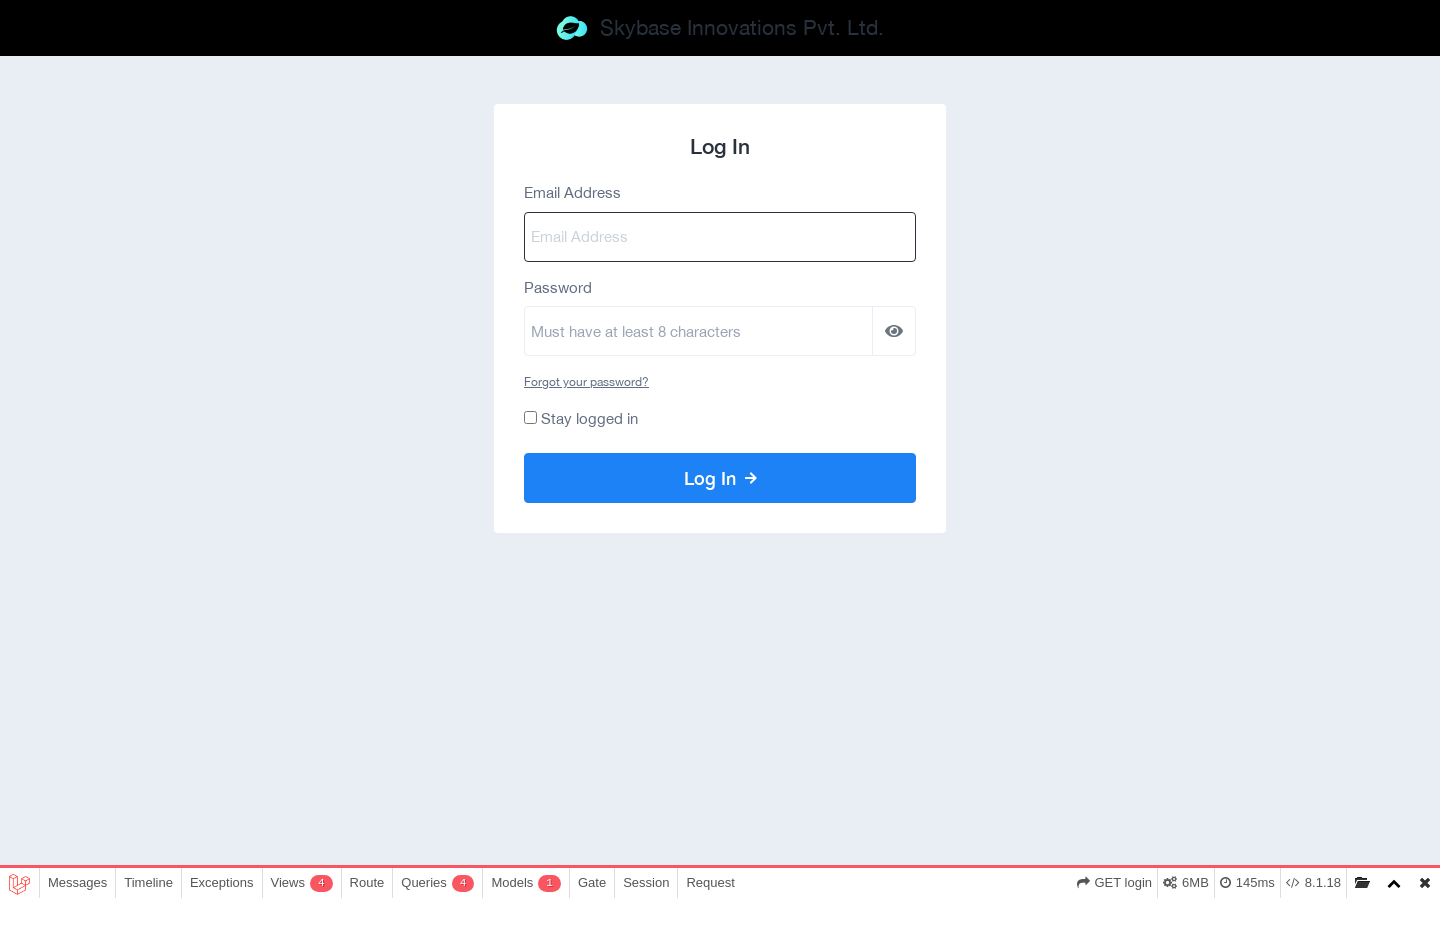 Skybase Innovations Pvt. Ltd.
Log In
Email Address
Email Address
Password
Must have at least 8 characters
Forgot your password?
Stay logged in
Log In
Messages Timeline Exceptions Views 4 Route Queries 4 Models 1 Gate Session Request GET login 6MB 145ms 8.1.18